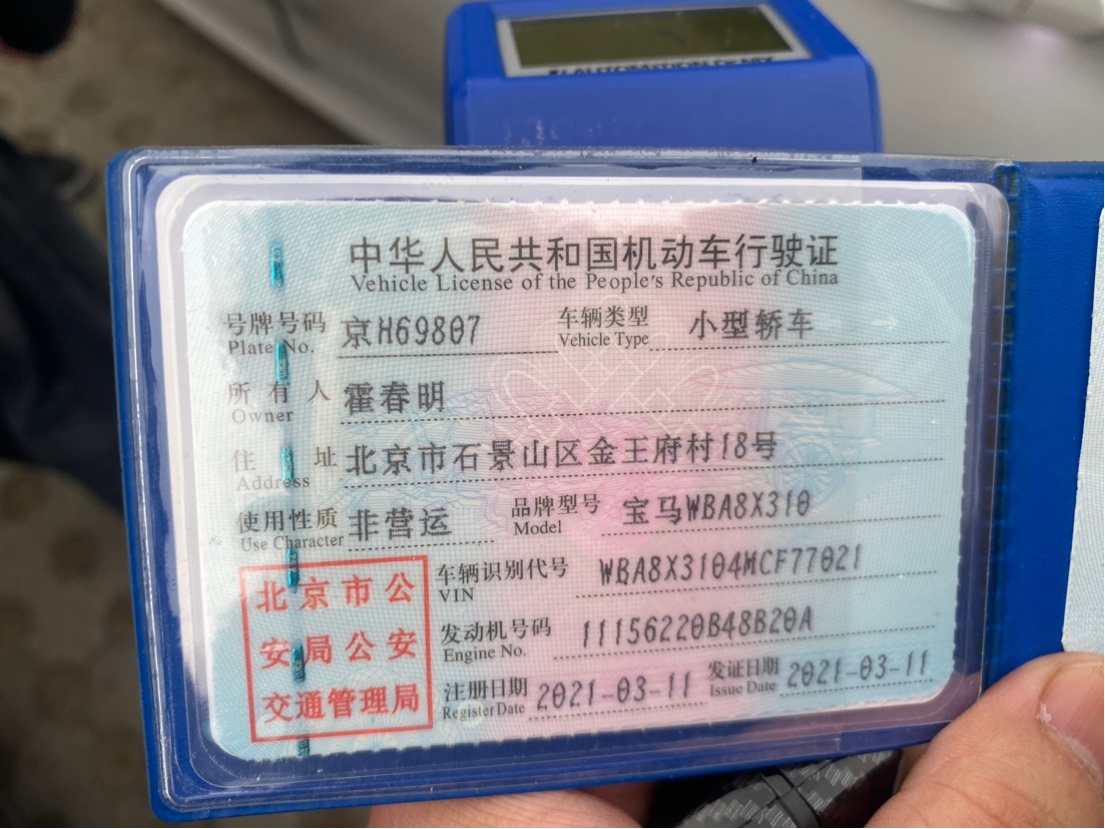 中华人民共和国机动车行驶证
Vehicle License of the People's Republic of China
号牌号码 京H69807 车辆类型 小型轿车
Plate No. Vehicle Type
所有人 霍春明
Owner
住址 北京市石景山区金王府村18号
Address
使用性质 非营运 品牌型号 宝马WBA8X310
Use Character Model
北京市公
安局公安
交通管理局
车辆识别代号 WBA8X3104MCF77021
VIN
发动机号码 11156220B48B20A
Engine No.
注册日期 2021-03-11 发证日期 2021-03-11
Register Date Issue Date